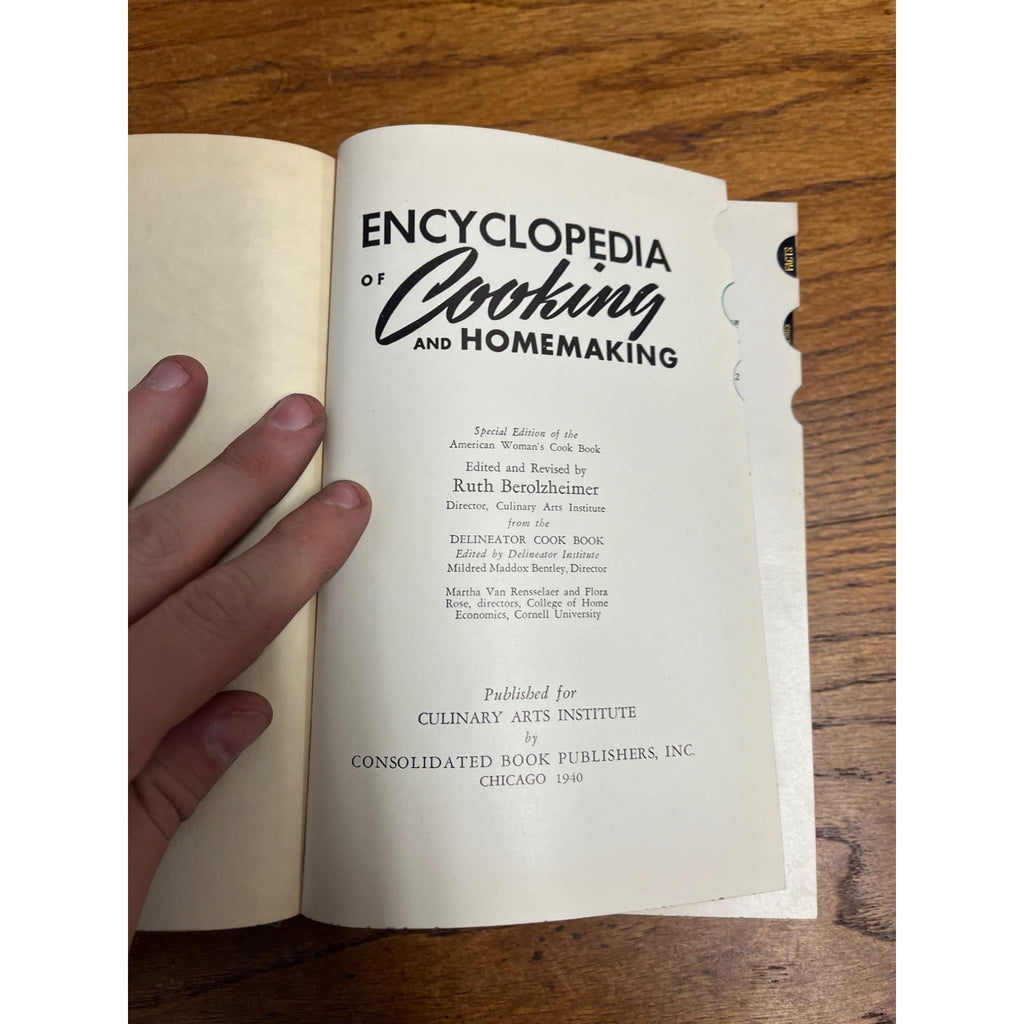 ENCYCLOPEDIA
OF Cooking
AND HOMEMAKING
Special Edition of the
American Woman's Cook Book
Edited and Revised by
Ruth Berolzheimer
Director, Culinary Arts Institute
from the
DELINEATOR COOK BOOK
Edited by Delineator Institute
Mildred Maddox Bentley, Director
Martha Van Rensselaer and Flora
Rose, directors, College of Home
Economics, Cornell University
Published for
CULINARY ARTS INSTITUTE
by
CONSOLIDATED BOOK PUBLISHERS, INC.
CHICAGO 1940
FACTS
2